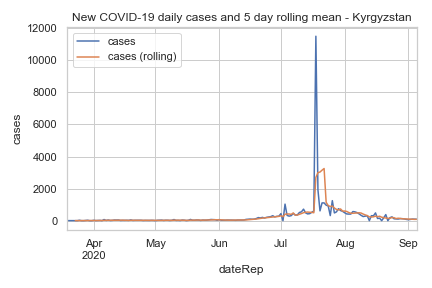 New COVID-19 daily cases and 5 day rolling mean - Kyrgyzstan
12000
10000
8000
6000
4000
2000
0
cases
cases
cases (rolling)
Apr
2020
May
Jun
Jul
Aug
Sep
dateRep